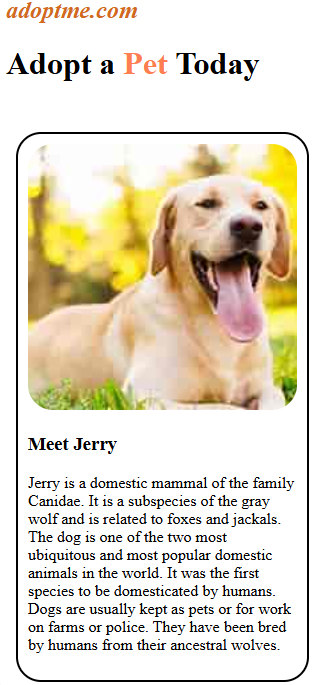 adoptme.com
Adopt a Pet Today
Meet Jerry
Jerry is a domestic mammal of the family
Canidae. It is a subspecies of the gray
wolf and is related to foxes and jackals.
The dog is one of the two most
ubiquitous and most popular domestic
animals in the world. It was the first
species to be domesticated by humans.
Dogs are usually kept as pets or for work
on farms or police. They have been bred
by humans from their ancestral wolves.